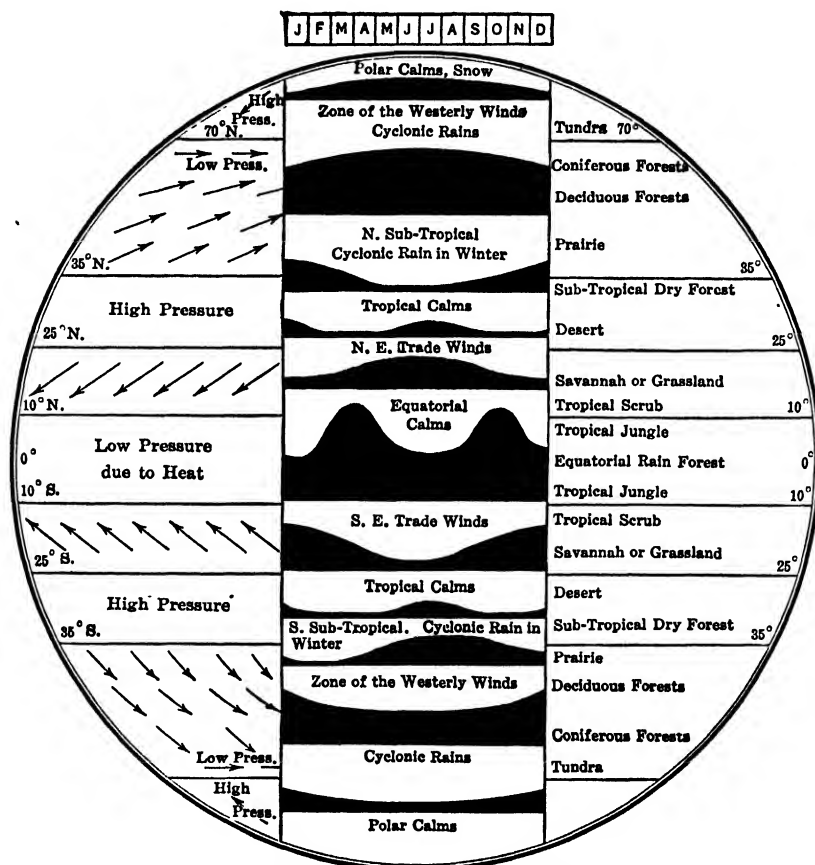 J F M A M J J A S O N D
Polar Calms, Snow
High
Press.
70°N.
Zone of the Westerly Winds
Cyclonic Rains
Tundra 70°
Low Press.
Coniferous Forests
Deciduous Forests
N. Sub-Tropical
Cyclonic Rain in Winter
Prairie
35°N.
35°
High Pressure
Tropical Calms
Sub-Tropical Dry Forest
Desert
25°N.
25°
N. E. Trade Winds
Savannah or Grassland
Tropical Scrub
10°N.
10°
Equatorial
Calms
Low Pressure
due to Heat
Tropical Jungle
Equatorial Rain Forest
Tropical Jungle
0°
0°
10°S.
10°
S. E. Trade Winds
Tropical Scrub
Savannah or Grassland
25°S.
25°
High Pressure
Tropical Calms
Desert
Sub-Tropical Dry Forest
35°S.
35°
S. Sub-Tropical. Cyclonic Rain in
Winter
Prairie
Zone of the Westerly Winds
Deciduous Forests
Coniferous Forests
Low Press.
Cyclonic Rains
Tundra
High
Press.
Polar Calms